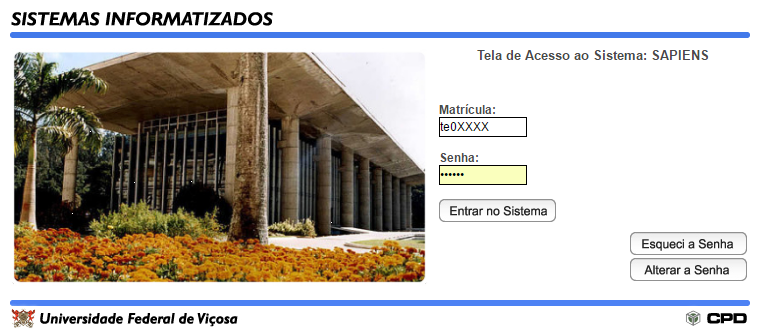 SISTEMAS INFORMATIZADOS
Tela de Acesso ao Sistema: SAPIENS
Matrícula:
te0XXXX
Senha:
••••••
Entrar no Sistema
Esqueci a Senha
Alterar a Senha
Universidade Federal de Viçosa
CPD